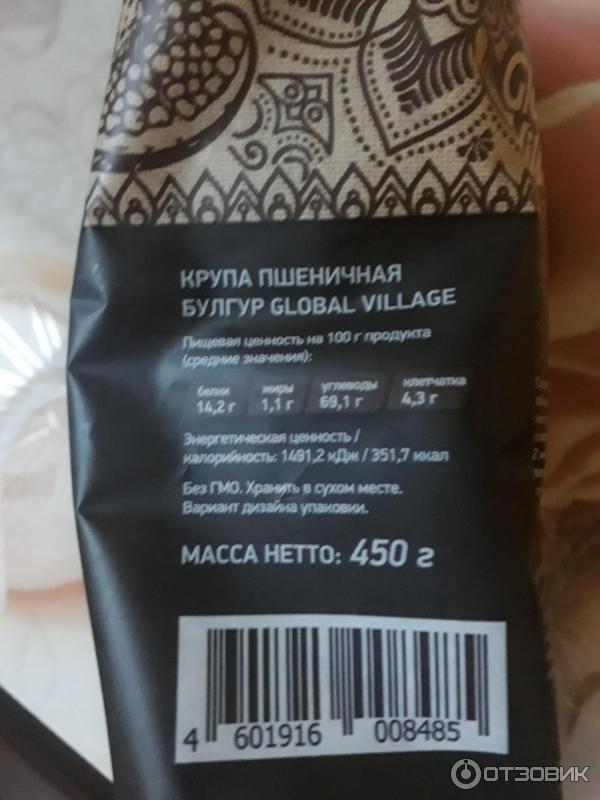 КРУПА ПШЕНИЧНАЯ
БУЛГУР GLOBAL VILLAGE
Пищевая ценность на 100 г продукта
(средние значения):
белки жиры углеводы клетчатка
14,2 г 1,1 г 69,1 г 4,3 г
Энергетическая ценность /
калорийность: 1491,2 кДж / 351,7 ккал
Без ГМО. Хранить в сухом месте.
Вариант дизайна упаковки.
МАССА НЕТТО: 450 г
4 601916 008485
ОТЗОВИК